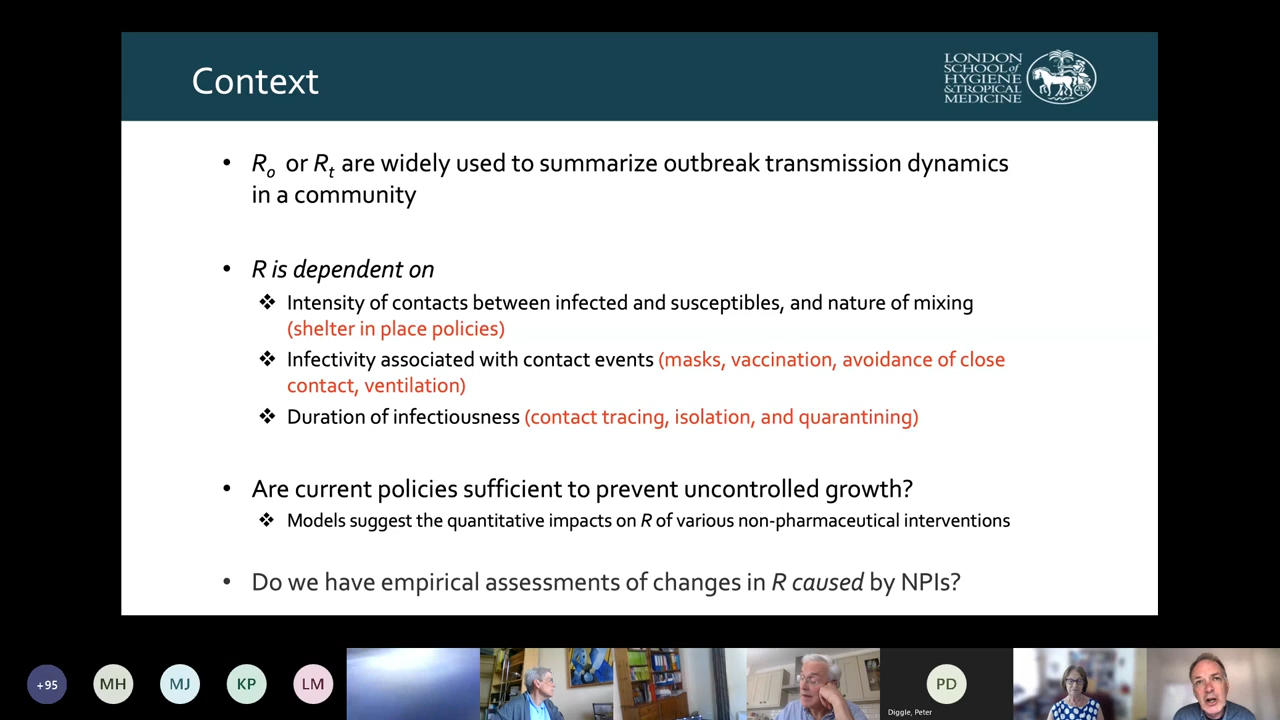 Context
LONDON
SCHOOL of
HYGIENE
& TROPICAL
MEDICINE
• Ro or Rt are widely used to summarize outbreak transmission dynamics
in a community
• R is dependent on
❖ Intensity of contacts between infected and susceptibles, and nature of mixing
(shelter in place policies)
❖ Infectivity associated with contact events (masks, vaccination, avoidance of close
contact, ventilation)
❖ Duration of infectiousness (contact tracing, isolation, and quarantining)
• Are current policies sufficient to prevent uncontrolled growth?
❖ Models suggest the quantitative impacts on R of various non-pharmaceutical interventions
• Do we have empirical assessments of changes in R caused by NPIs?
+95 MH MJ KP LM PD
Diggle, Peter